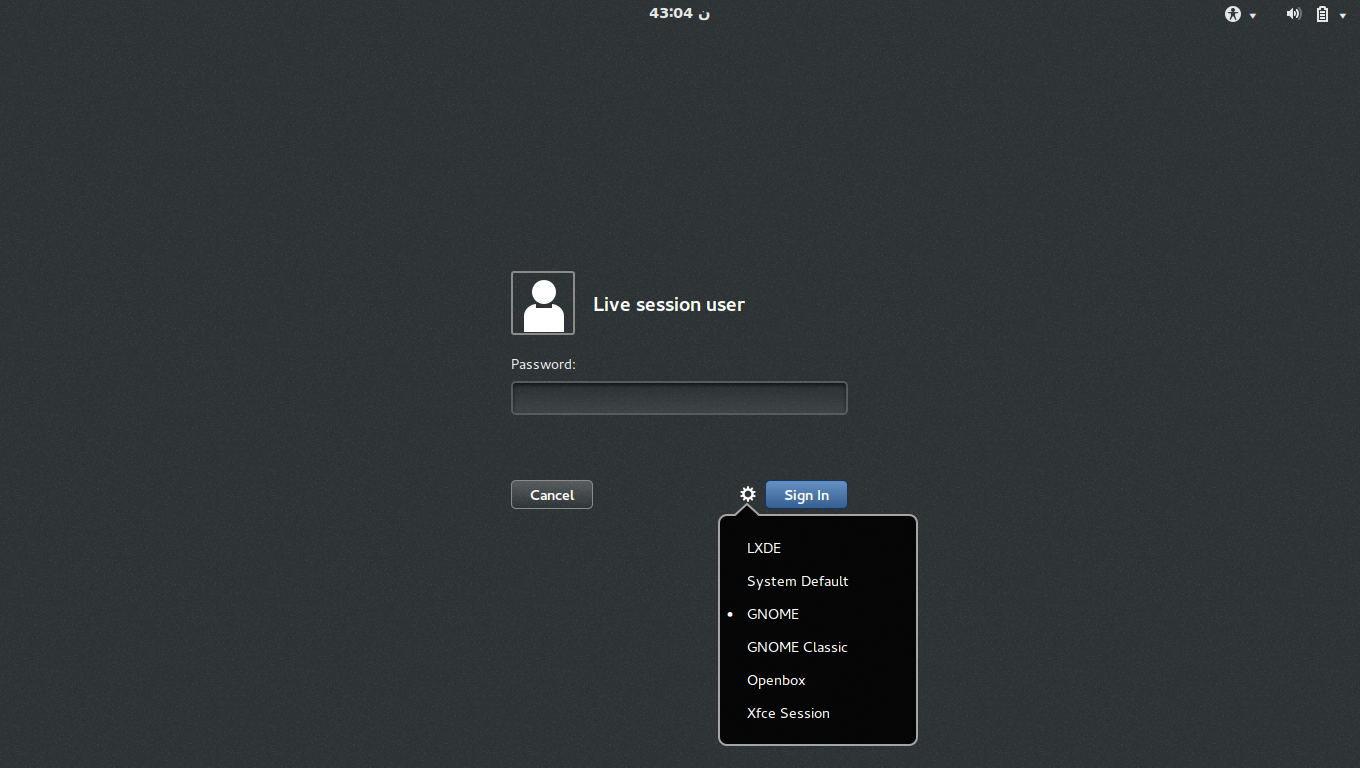 43:04 ن
Live session user
Password:
Cancel
Sign In
LXDE
System Default
GNOME
GNOME Classic
Openbox
Xfce Session